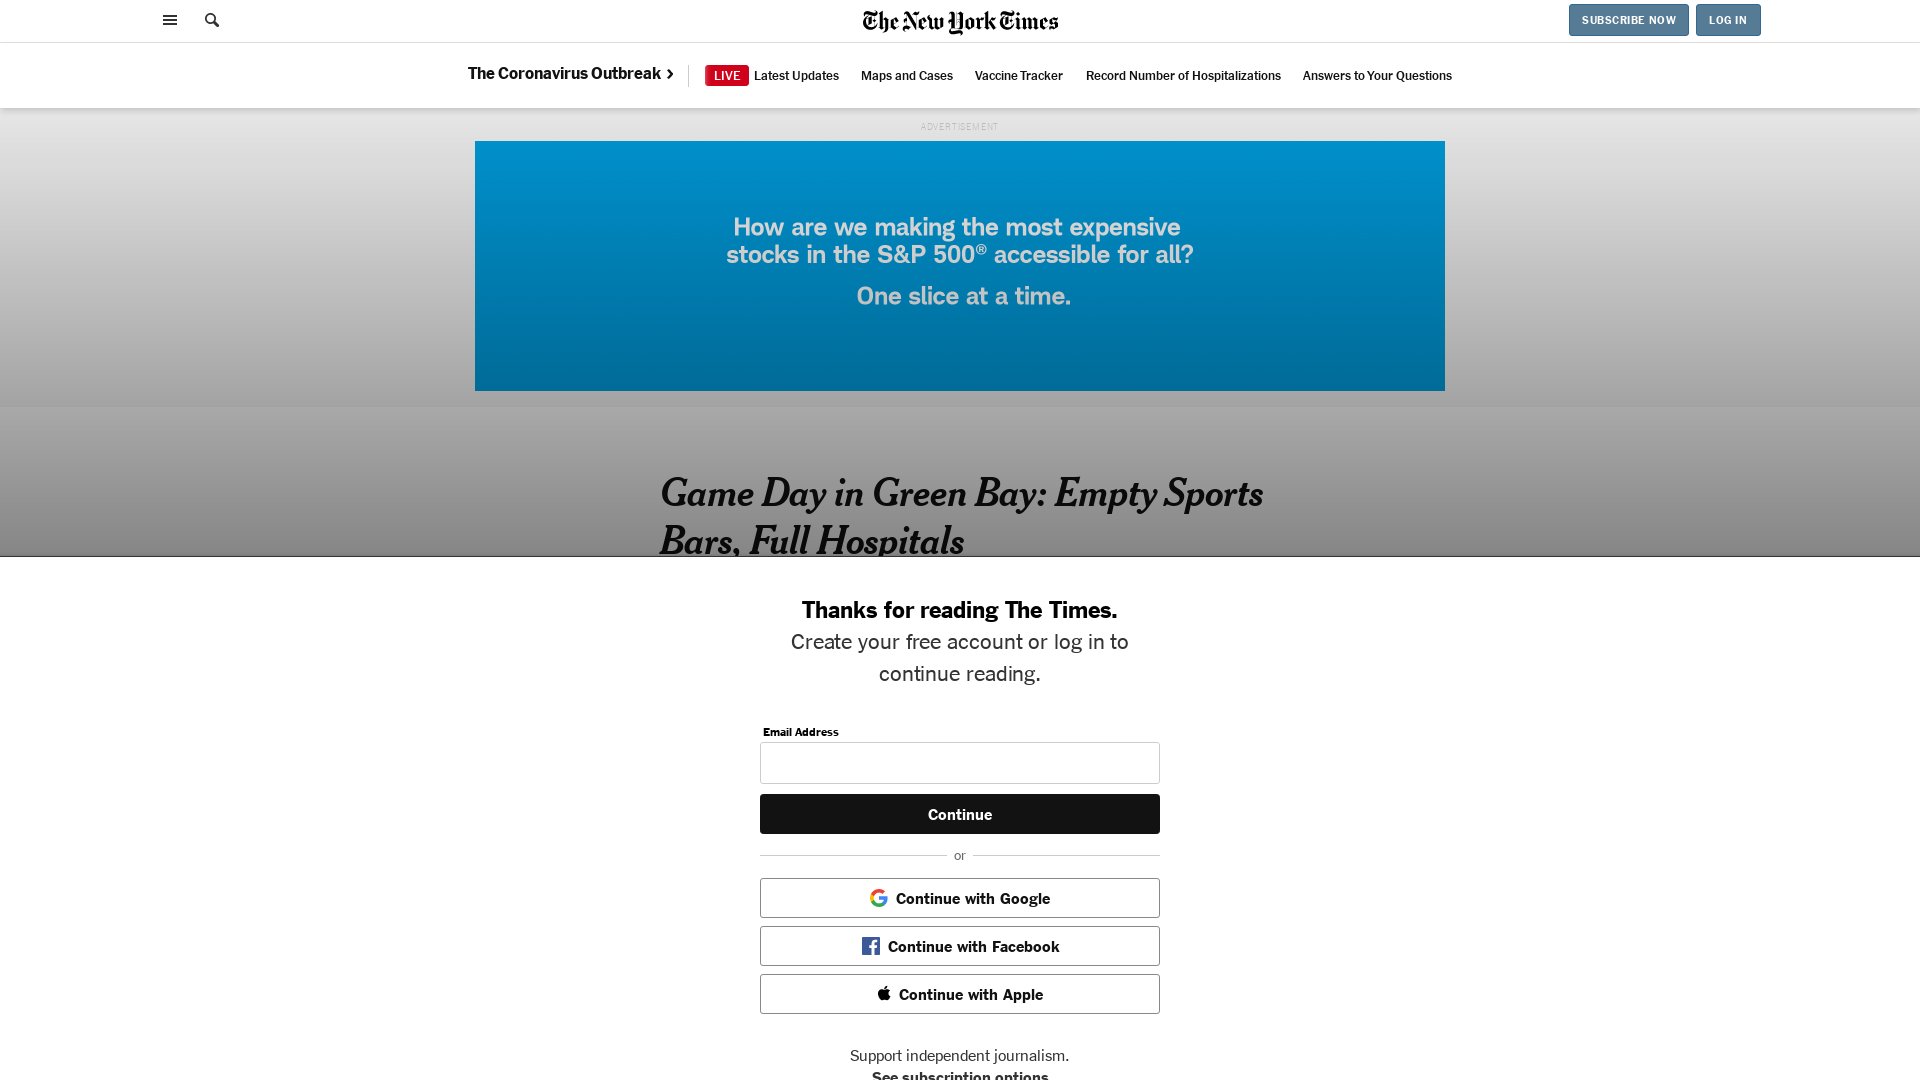 The New York Times
SUBSCRIBE NOW
LOG IN
The Coronavirus Outbreak
LIVE Latest Updates
Maps and Cases
Vaccine Tracker
Record Number of Hospitalizations
Answers to Your Questions
ADVERTISEMENT
How are we making the most expensive
stocks in the S&P 500® accessible for all?
One slice at a time.
Game Day in Green Bay: Empty Sports
Bars, Full Hospitals
Thanks for reading The Times.
Create your free account or log in to
continue reading.
Email Address
Continue
or
Continue with Google
Continue with Facebook
Continue with Apple
Support independent journalism.
See subscription options